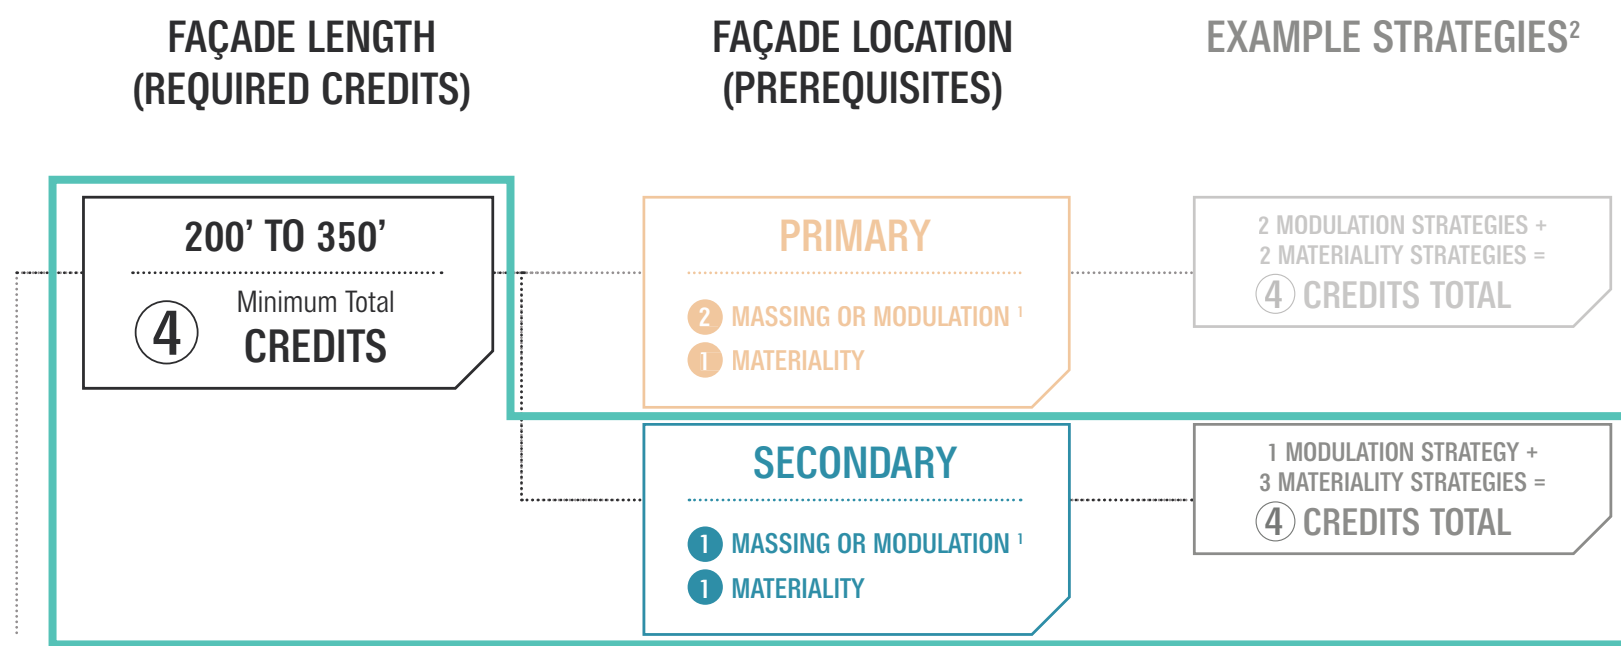 FAÇADE LENGTH
(REQUIRED CREDITS)
FAÇADE LOCATION
(PREREQUISITES)
EXAMPLE STRATEGIES²
200’ TO 350’
4
Minimum Total
CREDITS
PRIMARY
2 MASSING OR MODULATION ¹
1 MATERIALITY
2 MODULATION STRATEGIES +
2 MATERIALITY STRATEGIES =
4 CREDITS TOTAL
SECONDARY
1 MASSING OR MODULATION ¹
1 MATERIALITY
1 MODULATION STRATEGY +
3 MATERIALITY STRATEGIES =
4 CREDITS TOTAL